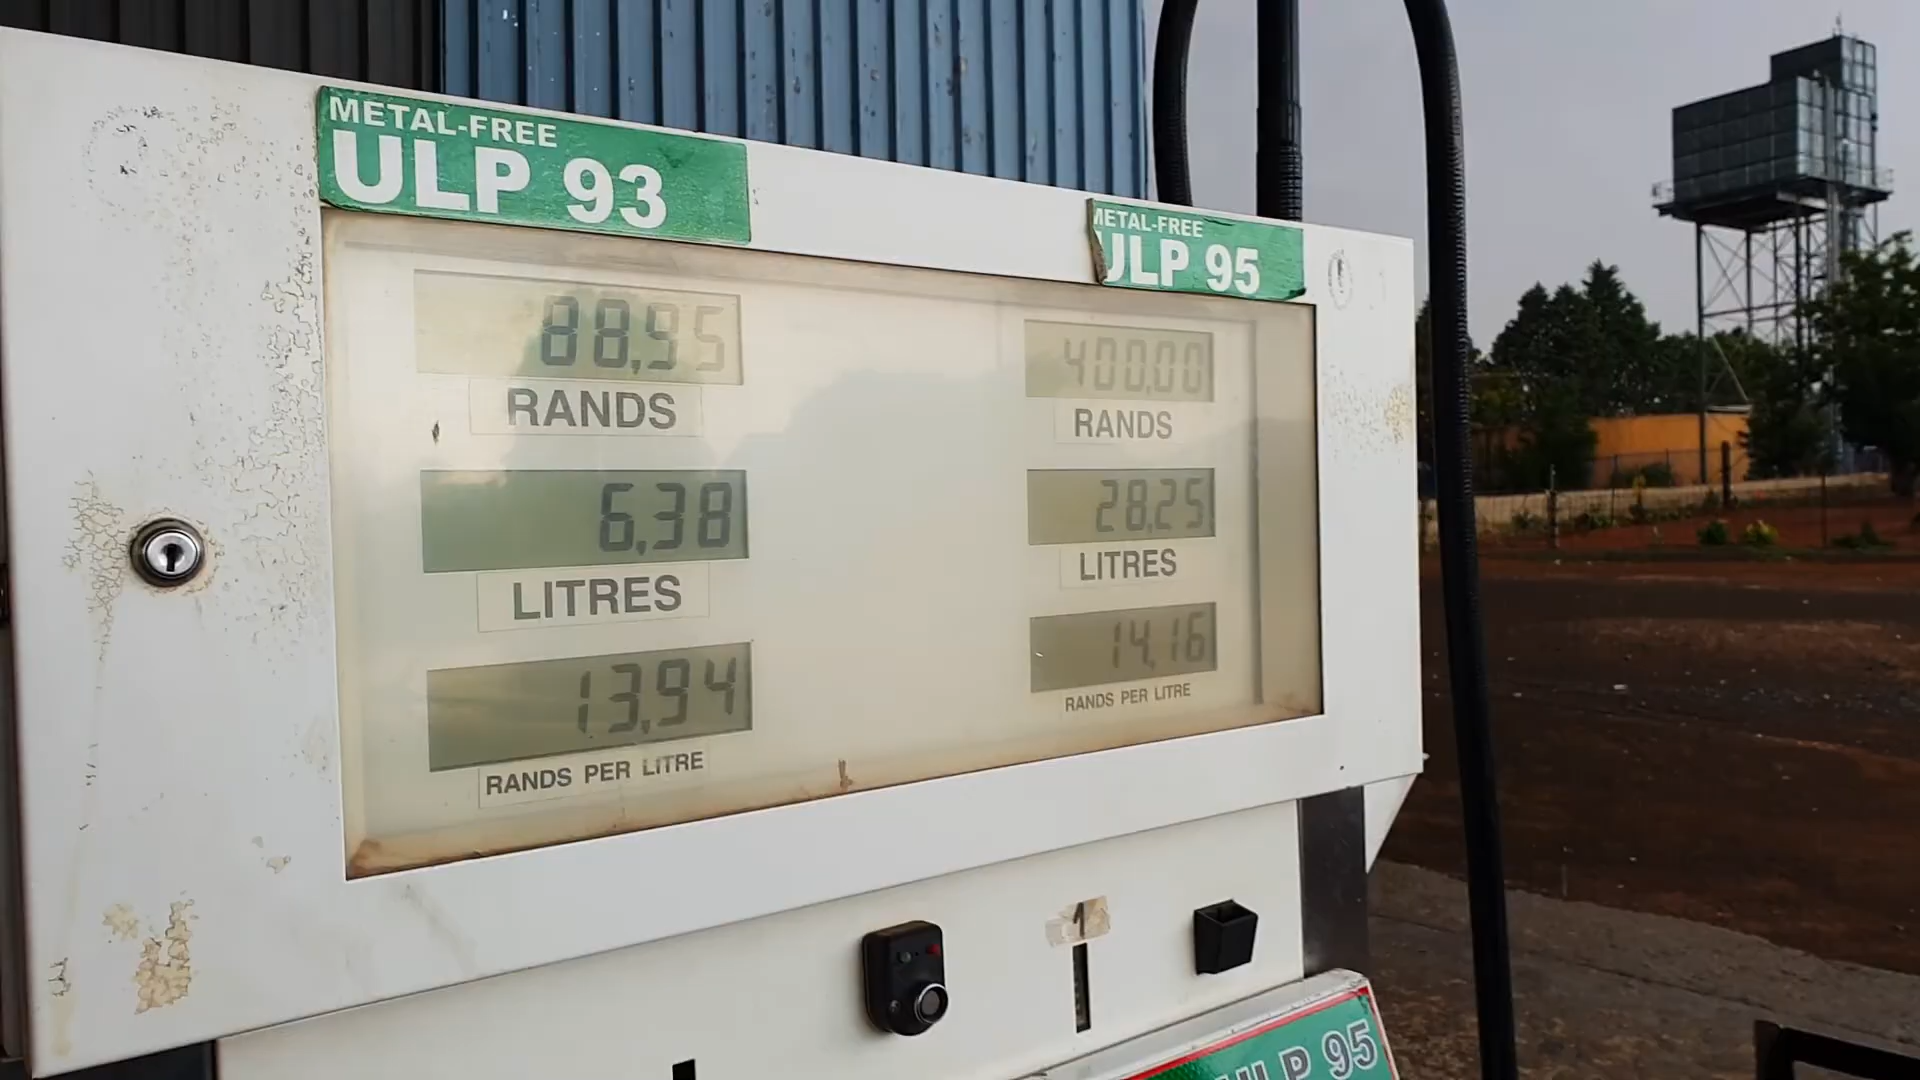 METAL-FREE
ULP 93
88,95
RANDS
6,38
LITRES
13,94
RANDS PER LITRE
METAL-FREE
ULP 95
400,00
RANDS
28,25
LITRES
14,16
RANDS PER LITRE
1
ULP 95